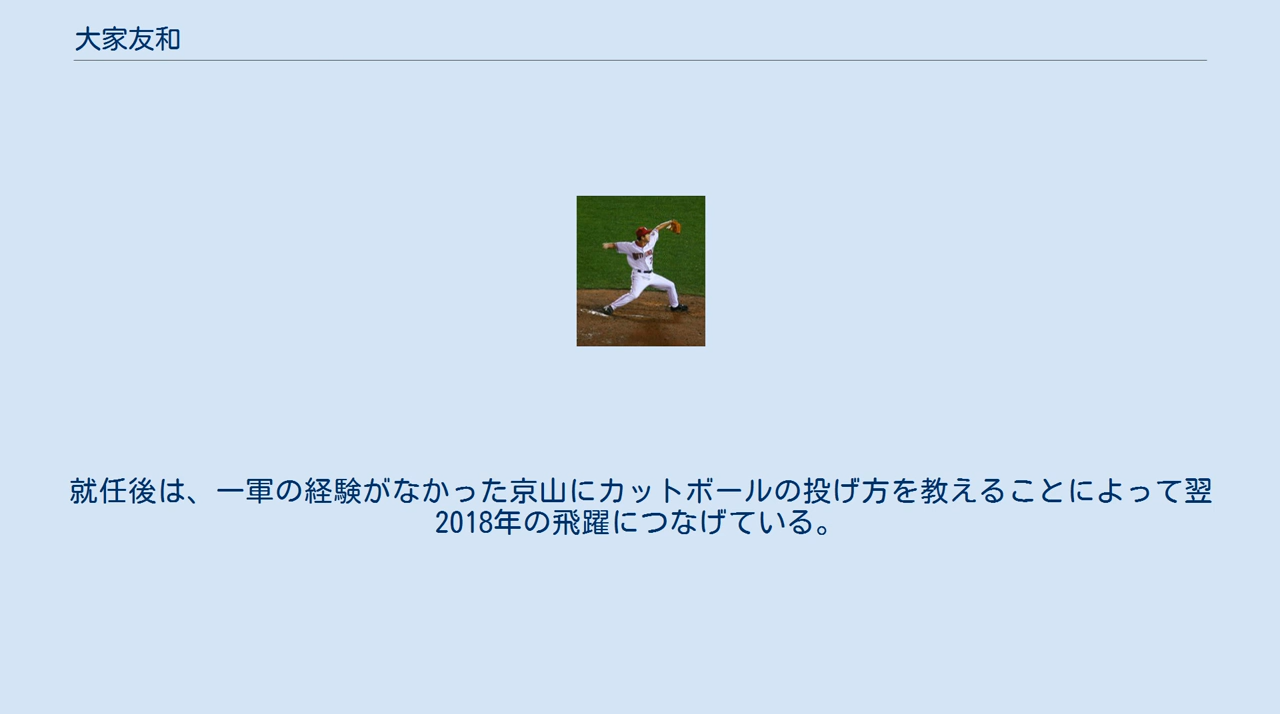 大家友和
就任後は、一軍の経験がなかった京山にカットボールの投げ方を教えることによって翌
2018年の飛躍につなげている。